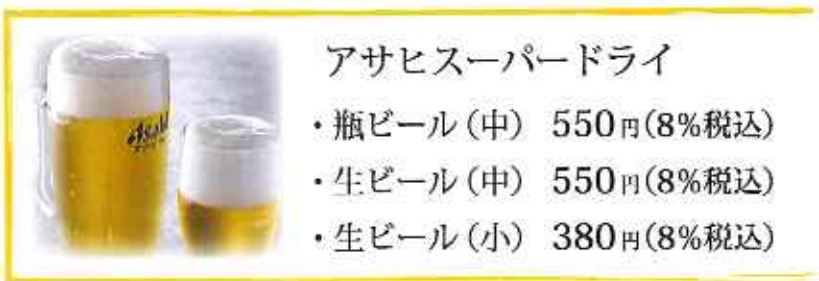 アサヒスーパードライ
・瓶ビール（中） 550円（8%税込）
・生ビール（中） 550円（8%税込）
・生ビール（小） 380円（8%税込）
Asahi